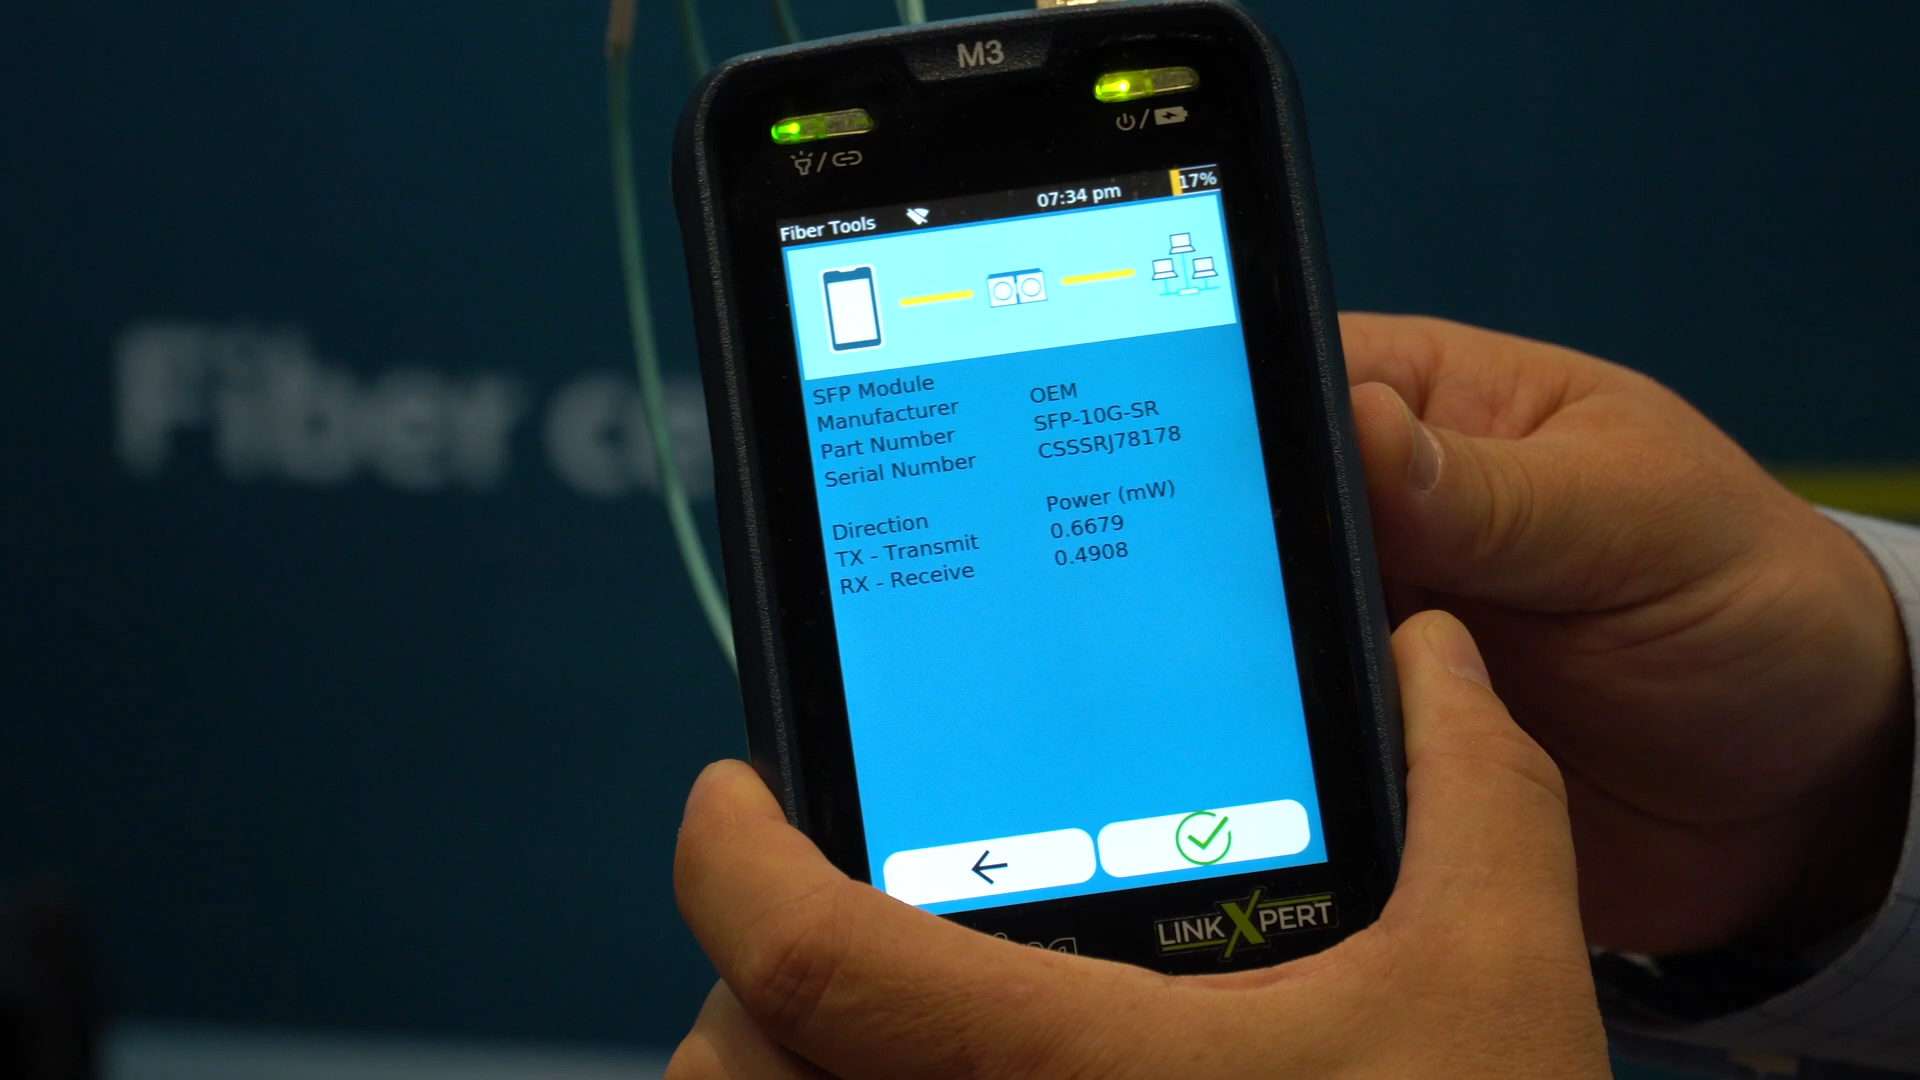 M3
Fiber Tools 07:34 pm 17%
SFP Module
Manufacturer OEM
Part Number SFP-10G-SR
Serial Number CSSSRJ78178
Direction Power (mW)
TX - Transmit 0.6679
RX - Receive 0.4908
LINKXPERT
Fiber